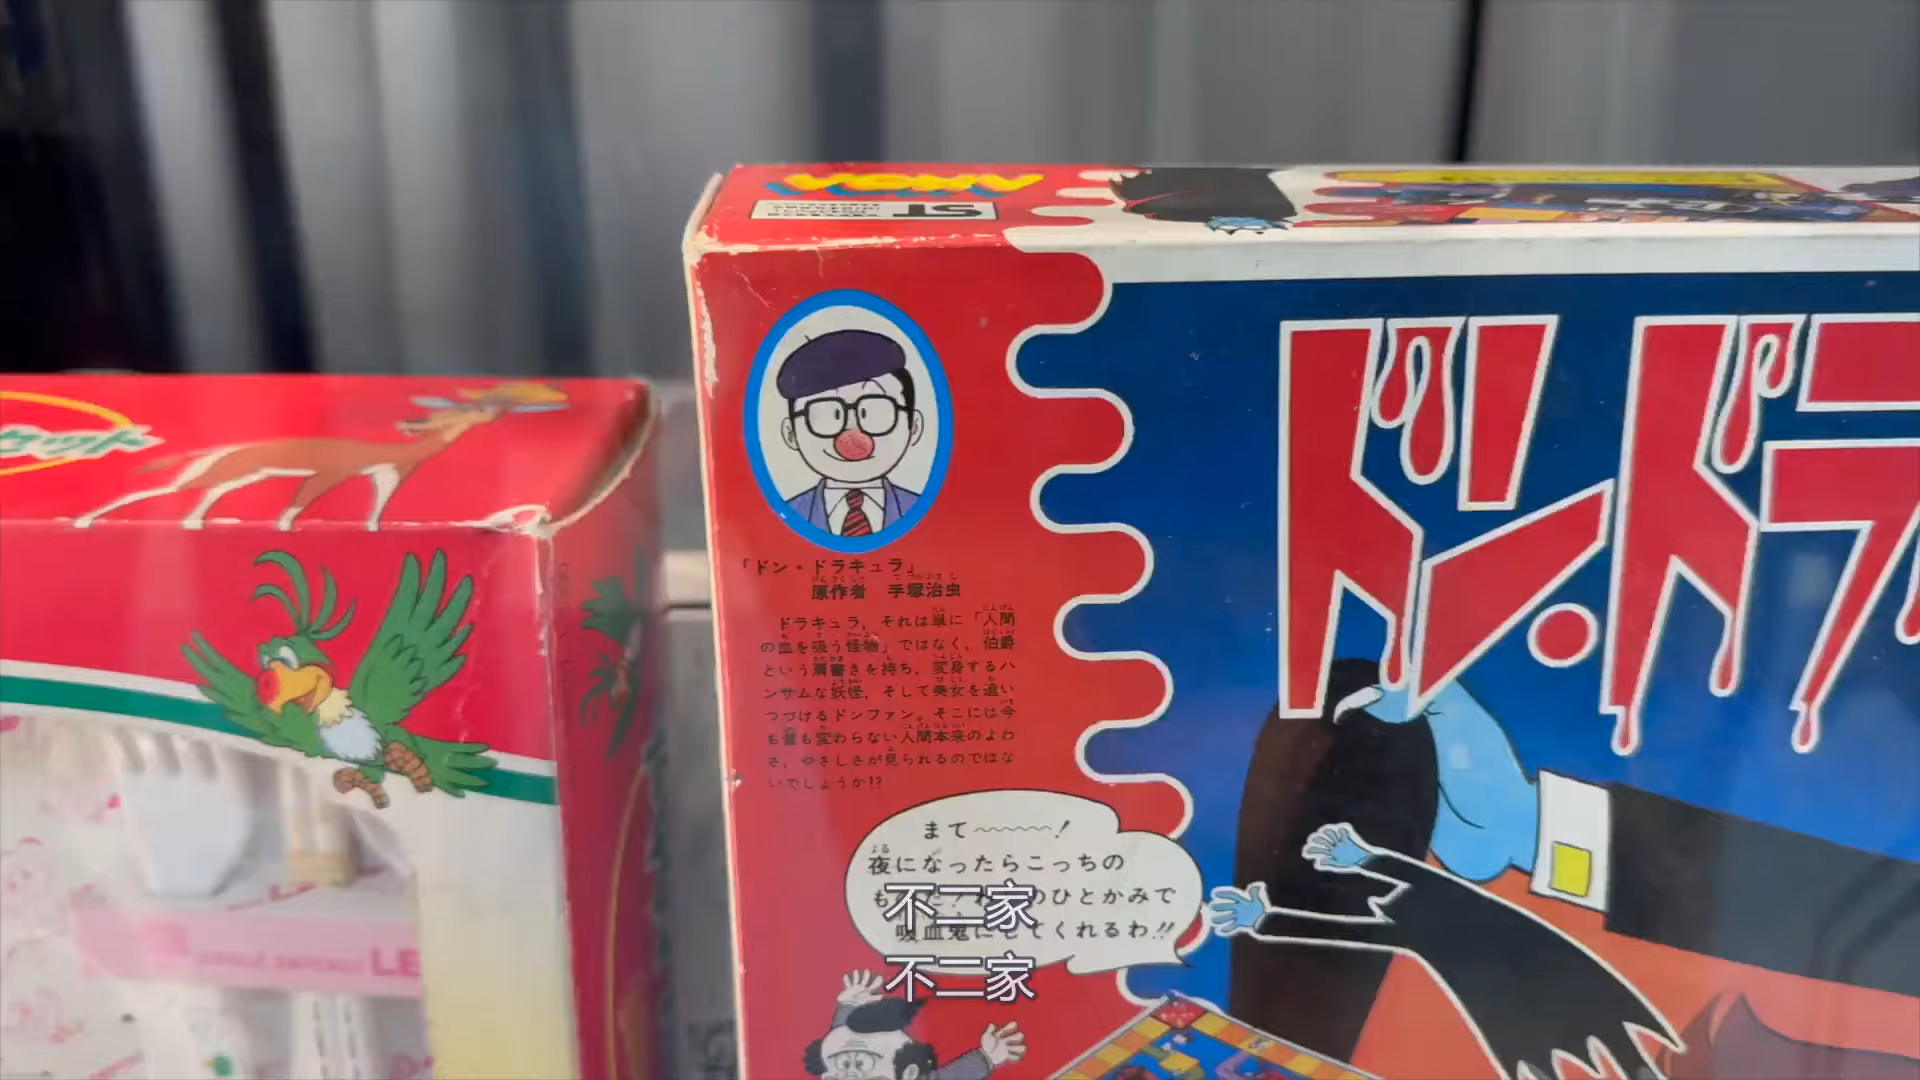 ST
ケット
ドン・ドラ
「ドン・ドラキュラ」
原作者 手塚治虫
ドラキュラ，それは単に「人間
の血を吸う怪物」ではなく，伯爵
という肩書きを持ち，変身するハ
ンサムな妖怪，そして美女を追い
つづけるドンファン。そこには今
も昔も変わらない人間本来のよわ
さ，やさしさが見られるのではな
いでしょうか!?
まて〜〜〜〜！
夜になったらこっちの
のひとかみで
吸血鬼にしてくれるわ!!
不二家
不二家
LE